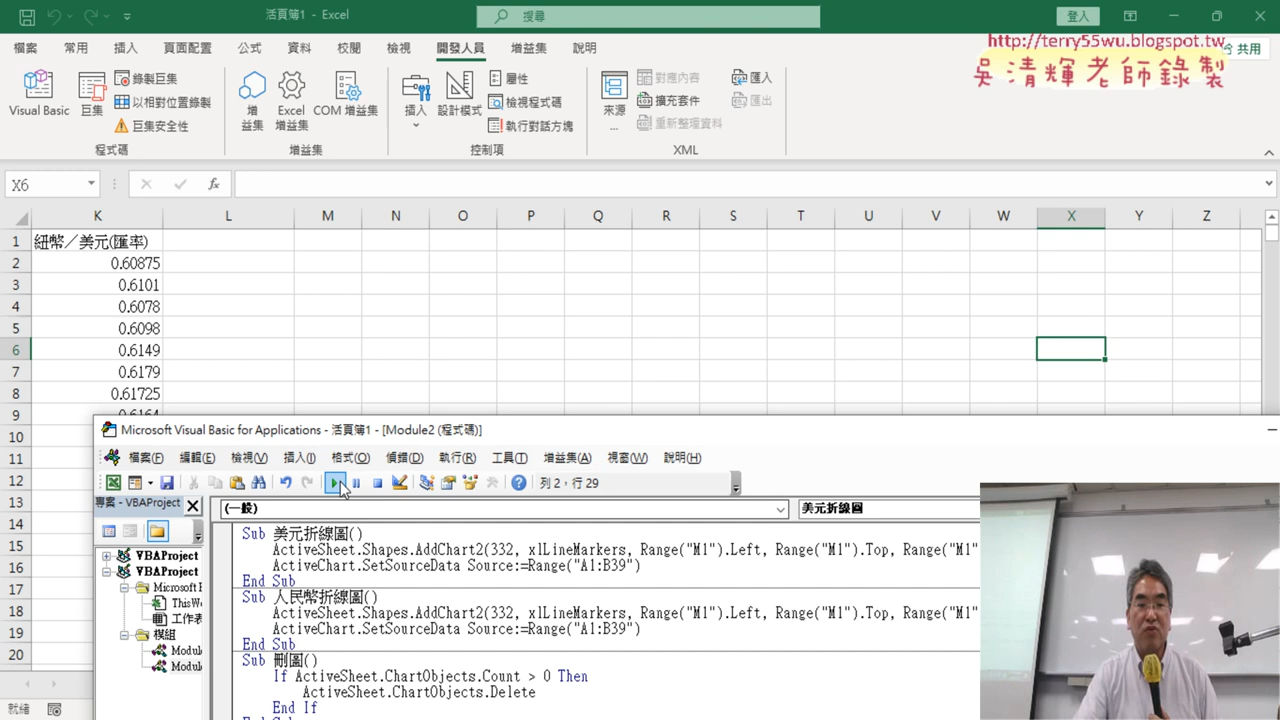 活頁簿1 - Excel
搜尋
登入
檔案 常用 插入 頁面配置 公式 資料 校閱 檢視 開發人員 增益集 說明
共用
http://terry55wu.blogspot.tw
吳清輝老師錄製
Visual Basic
巨集
錄製巨集
以相對位置錄製
巨集安全性
程式碼
增益集
Excel 增益集
COM 增益集
增益集
插入
設計模式
屬性
檢視程式碼
執行對話方塊
控制項
來源
...
對應內容
擴充套件
重新整理資料
匯入
匯出
XML
X6
fx
K L M N O P Q R S T U V W X Y Z
1 紐幣／美元(匯率)
2 0.60875
3 0.6101
4 0.6078
5 0.6098
6 0.6149
7 0.6179
8 0.61725
9 0.6164
10
11
12
13
14
15
16
17
18
19
20
就緒
Microsoft Visual Basic for Applications - 活頁簿1 - [Module2 (程式碼)]
檔案(F) 編輯(E) 檢視(V) 插入(I) 格式(O) 偵錯(D) 執行(R) 工具(T) 增益集(A) 視窗(W) 說明(H)
列 2，行 29
專案 - VBAProject
(一般)
美元折線圖
VBAProject
VBAProject
Microsoft
ThisW
工作表
模組
Modul
Modul
Sub 美元折線圖()
ActiveSheet.Shapes.AddChart2(332, xlLineMarkers, Range("M1").Left, Range("M1").Top, Range("M1"
ActiveChart.SetSourceData Source:=Range("A1:B39")
End Sub
Sub 人民幣折線圖()
ActiveSheet.Shapes.AddChart2(332, xlLineMarkers, Range("M1").Left, Range("M1").Top, Range("M1"
ActiveChart.SetSourceData Source:=Range("A1:B39")
End Sub
Sub 刪圖()
If ActiveSheet.ChartObjects.Count > 0 Then
ActiveSheet.ChartObjects.Delete
End If